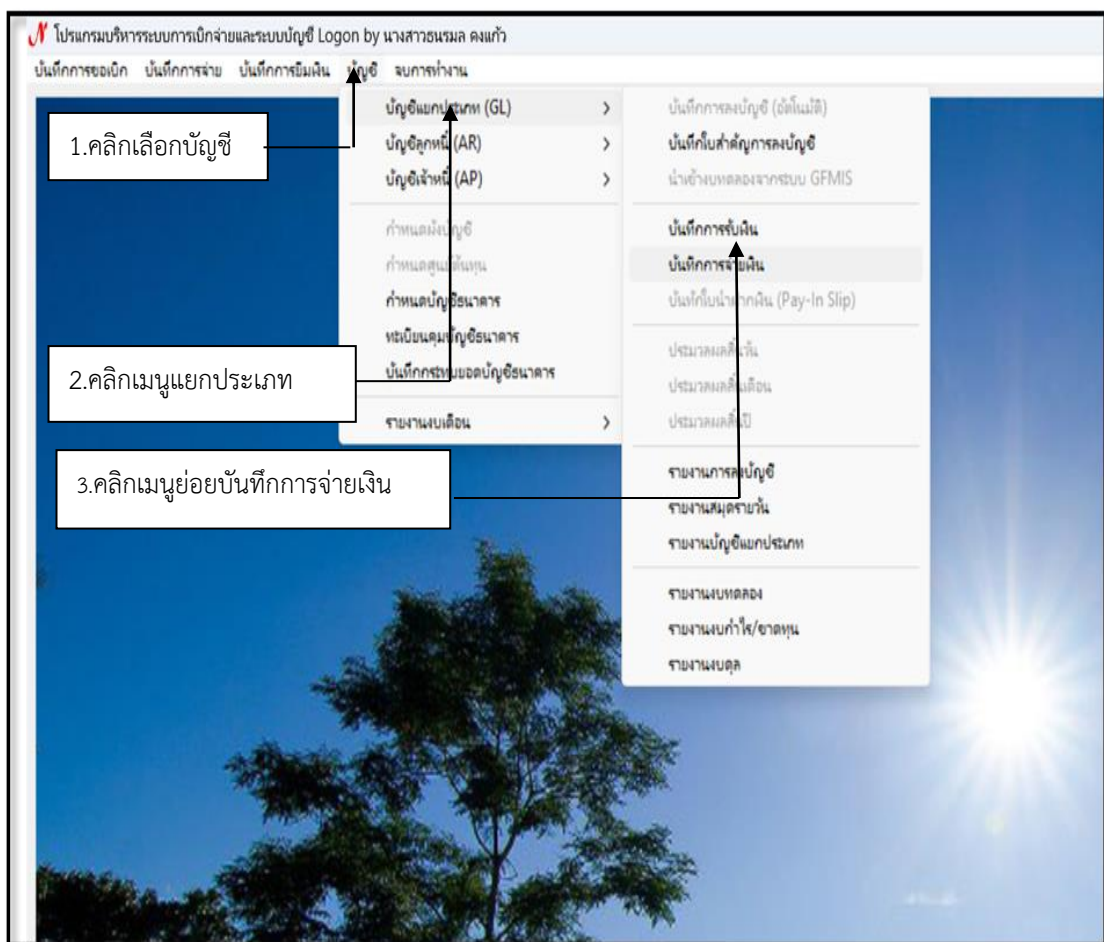 โปรแกรมบริหารระบบการเบิกจ่ายและระบบบัญชี Logon by นางสาวธนรมล คงแก้ว
บันทึกการขอเบิก บันทึกการจ่าย บันทึกการยืมเงิน บัญชี จบการทำงาน
บัญชีแยกประเภท (GL)
บัญชีลูกหนี้ (AR)
บัญชีเจ้าหนี้ (AP)
กำหนดผังบัญชี
กำหนดศูนย์ต้นทุน
กำหนดบัญชีธนาคาร
ทะเบียนคุมบัญชีธนาคาร
บันทึกกระทบยอดบัญชีธนาคาร
รายงานงบเดือน
บันทึกการลงบัญชี (อัตโนมัติ)
บันทึกใบสำคัญการลงบัญชี
นำเข้างบทดลองจากระบบ GFMIS
บันทึกการรับเงิน
บันทึกการจ่ายเงิน
บันทึกใบนำฝากเงิน (Pay-In Slip)
ประมวลผลสิ้นวัน
ประมวลผลสิ้นเดือน
ประมวลผลสิ้นปี
รายงานการลงบัญชี
รายงานสมุดรายวัน
รายงานบัญชีแยกประเภท
รายงานงบทดลอง
รายงานงบกำไร/ขาดทุน
รายงานงบดุล
1.คลิกเลือกบัญชี
2.คลิกเมนูแยกประเภท
3.คลิกเมนูย่อยบันทึกการจ่ายเงิน